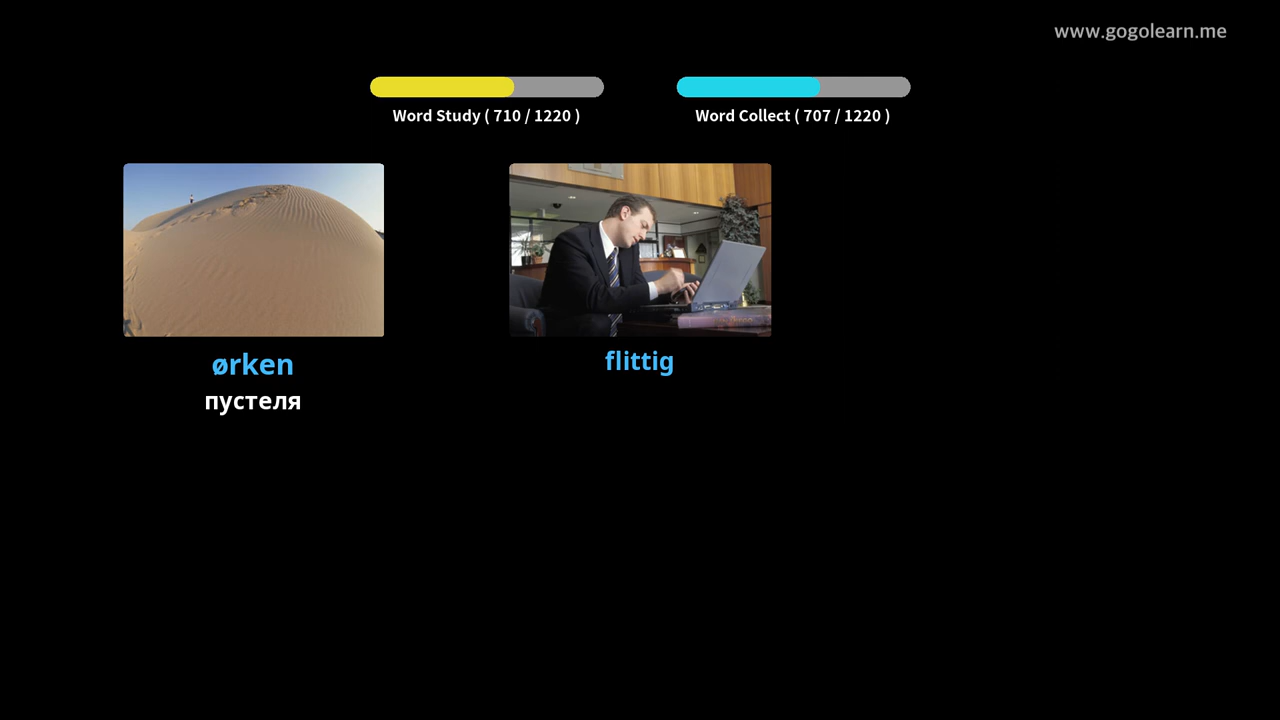 www.gogolearn.me
Word Study ( 710 / 1220 )
Word Collect ( 707 / 1220 )
ørken
пустеля
flittig